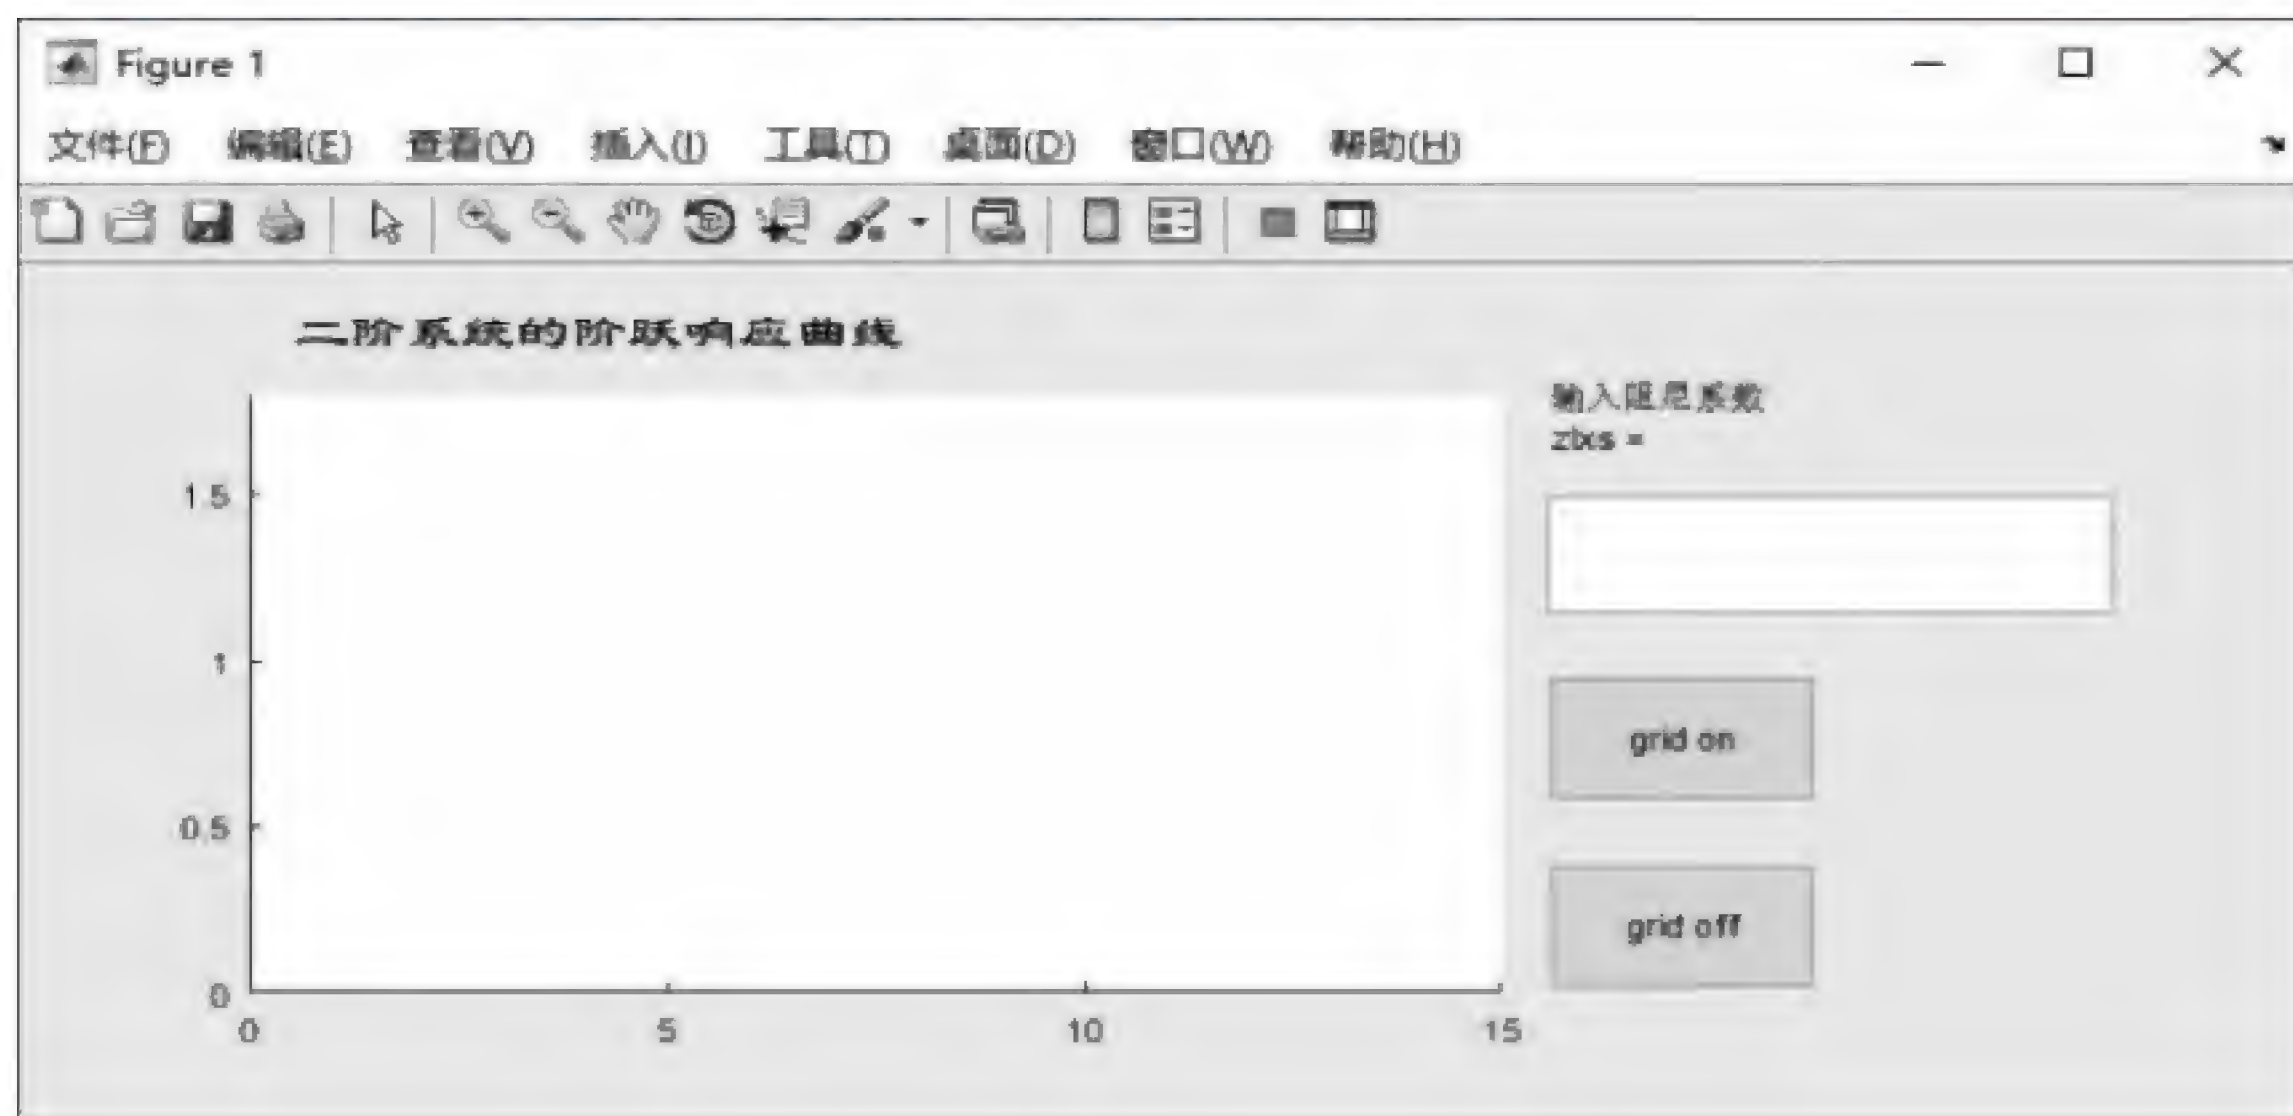 Figure 1
文件(F) 编辑(E) 查看(V) 插入(I) 工具(T) 桌面(D) 窗口(W) 帮助(H)
二阶系统的阶跃响应曲线
输入阻尼系数
zbxs =
1.5
1
grid on
0.5
grid off
0
0 5 10 15